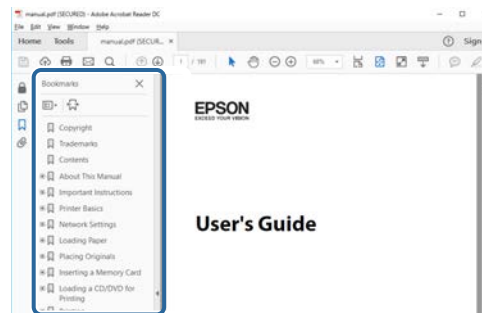 manual.pdf (SECURED) - Adobe Acrobat Reader DC
File Edit View Window Help
Home Tools manual.pdf (SECUR... ×
Sign
1 / 191
Bookmarks
Copyright
Trademarks
Contents
About This Manual
Important Instructions
Printer Basics
Network Settings
Loading Paper
Placing Originals
Inserting a Memory Card
Loading a CD/DVD for
Printing
EPSON
EXCEED YOUR VISION
User's Guide